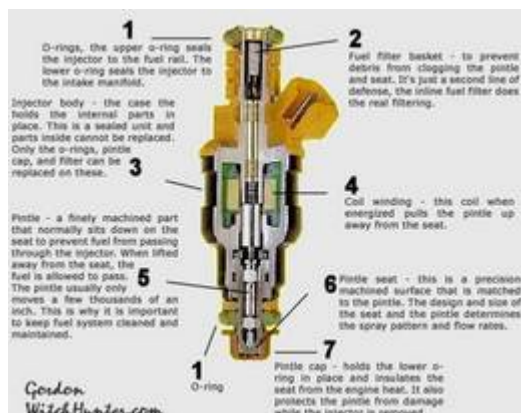 1
O-rings, the upper o-ring seals
the injector to the fuel rail. The
lower o-ring seals the injector to
the intake manifold.
2
Fuel filter basket - to prevent
debris from clogging the pintle
and seat. It's just a second line of
defense, the inline fuel filter does
the real filtering.
Injector body - the case the
holds the internal parts in
place. This is a sealed unit and
parts inside cannot be replaced.
Only the o-rings, pintle
cap, and filter can be
replaced on these.
3
4
Coil winding - this coil when
energized pulls the pintle up
away from the seat.
Pintle - a finely machined part
that normally sits down on the
seat to prevent fuel from passing
through the injector. When lifted
away from the seat, the
fuel is allowed to pass.
The pintle usually only
moves a few thousands of an
inch. This is why it is important
to keep fuel system cleaned and
maintained.
5
6
Pintle seat - this is a precision
machined surface that is matched
to the pintle. The design and size of
the seat and the pintle determines
the spray pattern and flow rates.
1
O-ring
7
Pintle cap - holds the lower o-
ring in place and insulates the
seat from the engine heat. It also
protects the pintle from damage
while the injector is removed.
Gordon
WitchHunter.com